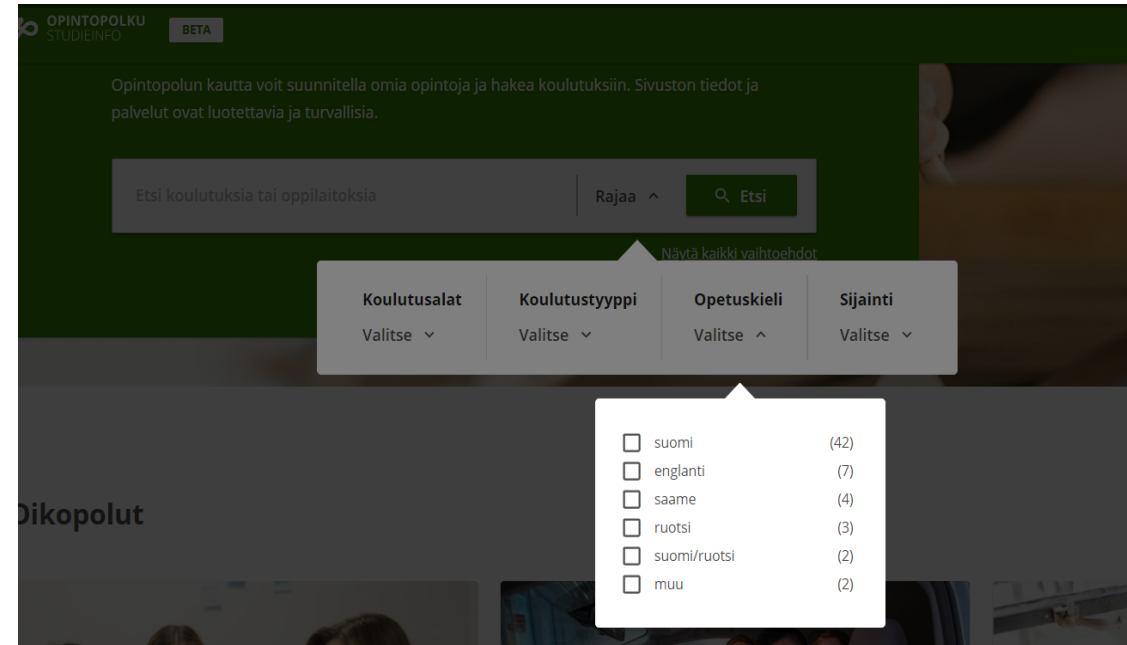 OPINTOPOLKU
STUDIEINFO
BETA
Opintopolun kautta voit suunnitella omia opintoja ja hakea koulutuksiin. Sivuston tiedot ja
palvelut ovat luotettavia ja turvallisia.
Etsi koulutuksia tai oppilaitoksia
Rajaa
Etsi
Näytä kaikki vaihtoehdot
Koulutusalat Koulutustyyppi Opetuskieli Sijainti
Valitse Valitse Valitse Valitse
suomi (42)
englanti (7)
saame (4)
ruotsi (3)
suomi/ruotsi (2)
muu (2)
Oikopolut